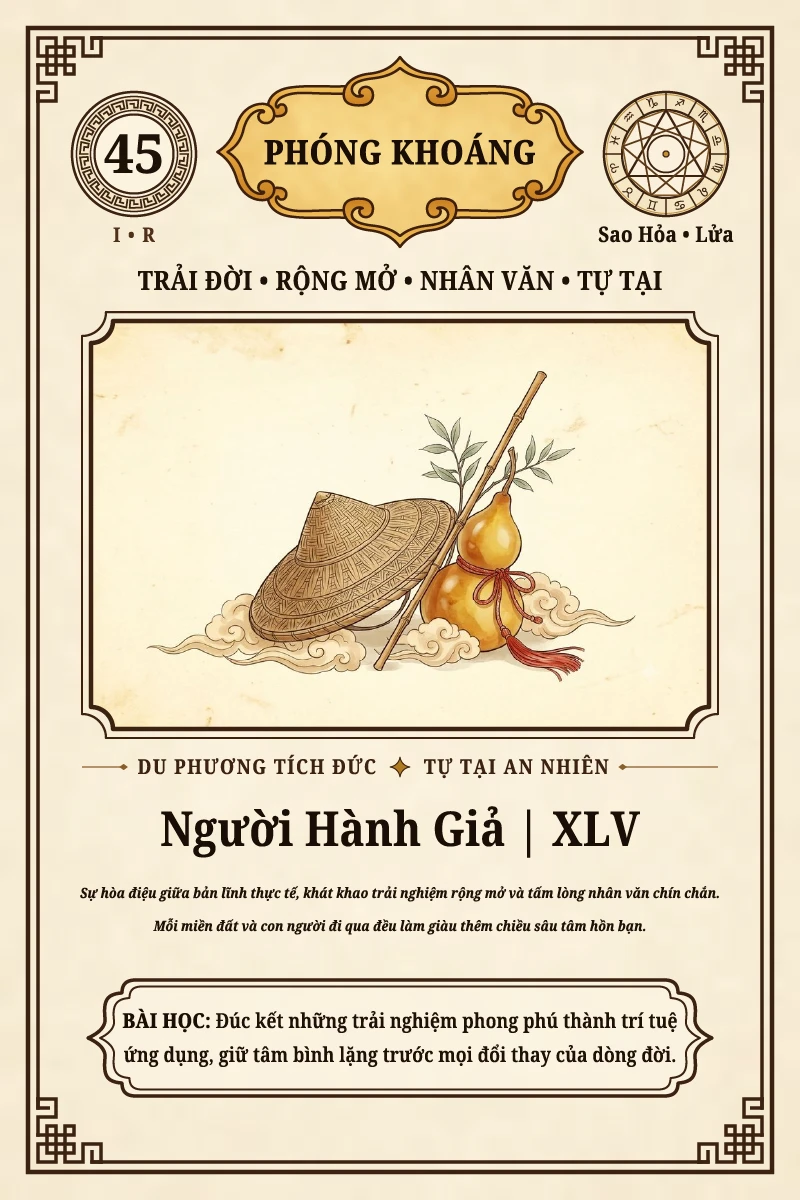 45
PHÓNG KHOÁNG
I • R
Sao Hỏa • Lửa
TRẢI ĐỜI • RỘNG MỞ • NHÂN VĂN • TỰ TẠI
DU PHƯƠNG TÍCH ĐỨC ✦ TỰ TẠI AN NHIÊN
Người Hành Giả | XLV
Sự hòa điệu giữa bản lĩnh thực tế, khát khao trải nghiệm rộng mở và tấm lòng nhân văn chín chắn.
Mỗi miền đất và con người đi qua đều làm giàu thêm chiều sâu tâm hồn bạn.
BÀI HỌC: Đúc kết những trải nghiệm phong phú thành trí tuệ
ứng dụng, giữ tâm bình lặng trước mọi đổi thay của dòng đời.